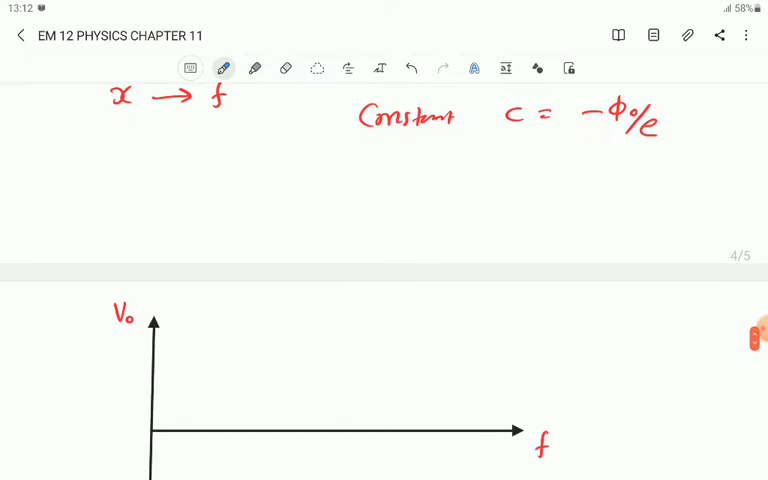 13:12 58%
EM 12 PHYSICS CHAPTER 11
x → f
Constant c = -ϕ₀/e
4/5
V₀
f